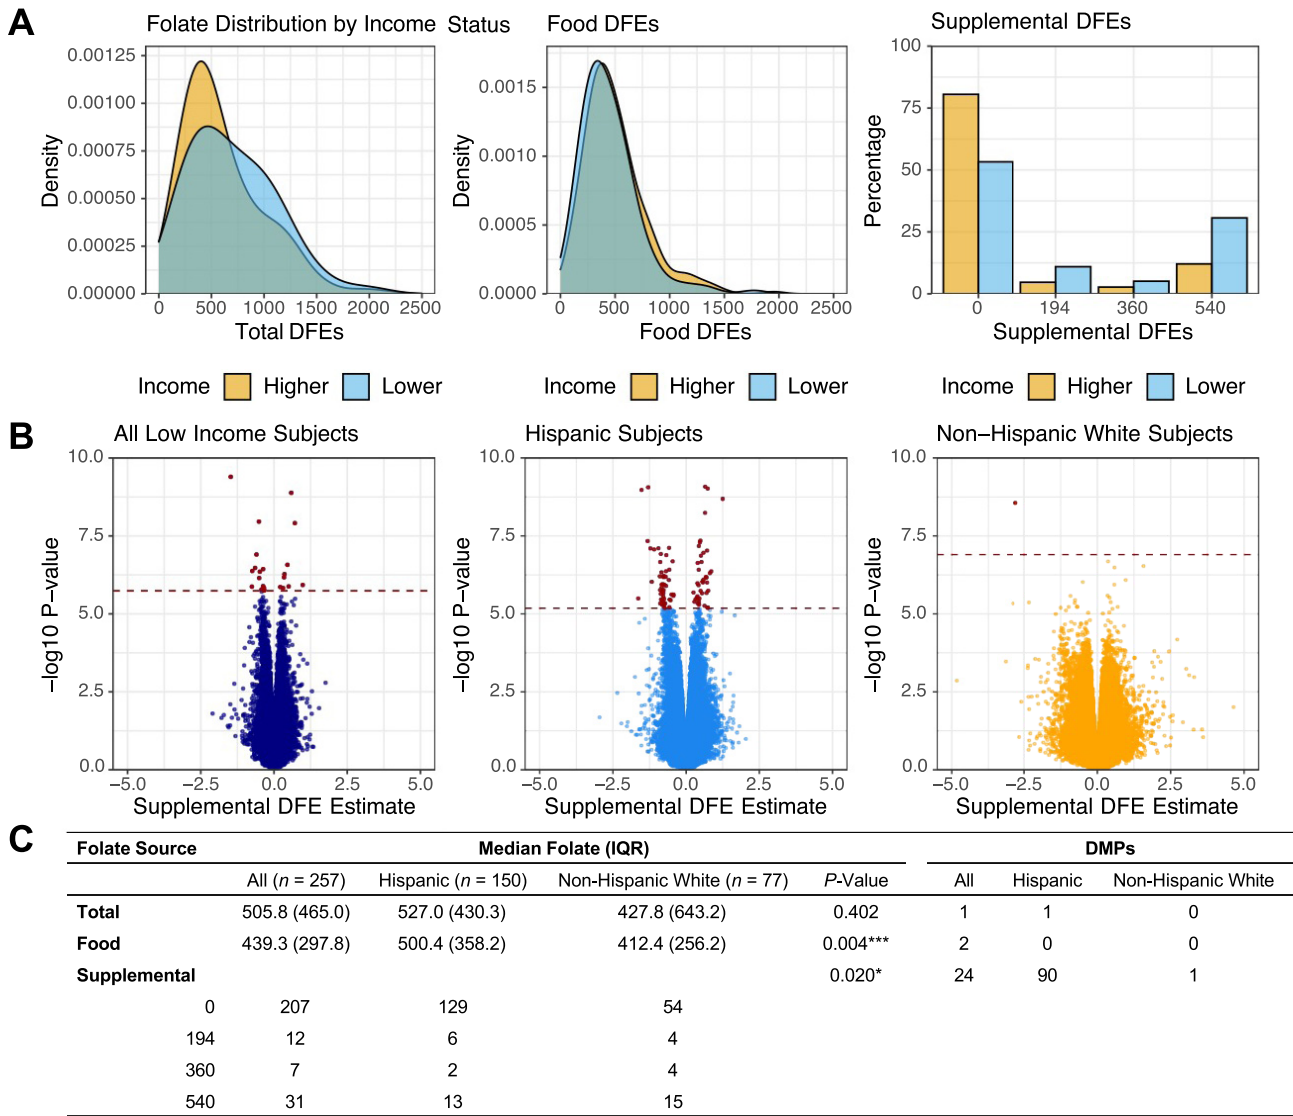 A
Folate Distribution by Income Status
Food DFEs
Supplemental DFEs
0.00125
0.00100
0.00075
0.00050
0.00025
0.00000
Density
0 500 1000 1500 2000 2500
Total DFEs
0.0015
0.0010
0.0005
0.0000
Density
0 500 1000 1500 2000 2500
Food DFEs
100
75
50
25
0
Percentage
0 194 360 540
Supplemental DFEs
Income Higher Lower
Income Higher Lower
Income Higher Lower
B
All Low Income Subjects
Hispanic Subjects
Non−Hispanic White Subjects
10.0
7.5
5.0
2.5
0.0
−log10 P−value
−5.0 −2.5 0.0 2.5 5.0
Supplemental DFE Estimate
10.0
7.5
5.0
2.5
0.0
−log10 P−value
−5.0 −2.5 0.0 2.5 5.0
Supplemental DFE Estimate
10.0
7.5
5.0
2.5
0.0
−log10 P−value
−5.0 −2.5 0.0 2.5 5.0
Supplemental DFE Estimate
C
Folate Source Median Folate (IQR) DMPs
All (n = 257) Hispanic (n = 150) Non-Hispanic White (n = 77) P-Value All Hispanic Non-Hispanic White
Total 505.8 (465.0) 527.0 (430.3) 427.8 (643.2) 0.402 1 1 0
Food 439.3 (297.8) 500.4 (358.2) 412.4 (256.2) 0.004*** 2 0 0
Supplemental 0.020* 24 90 1
0 207 129 54
194 12 6 4
360 7 2 4
540 31 13 15